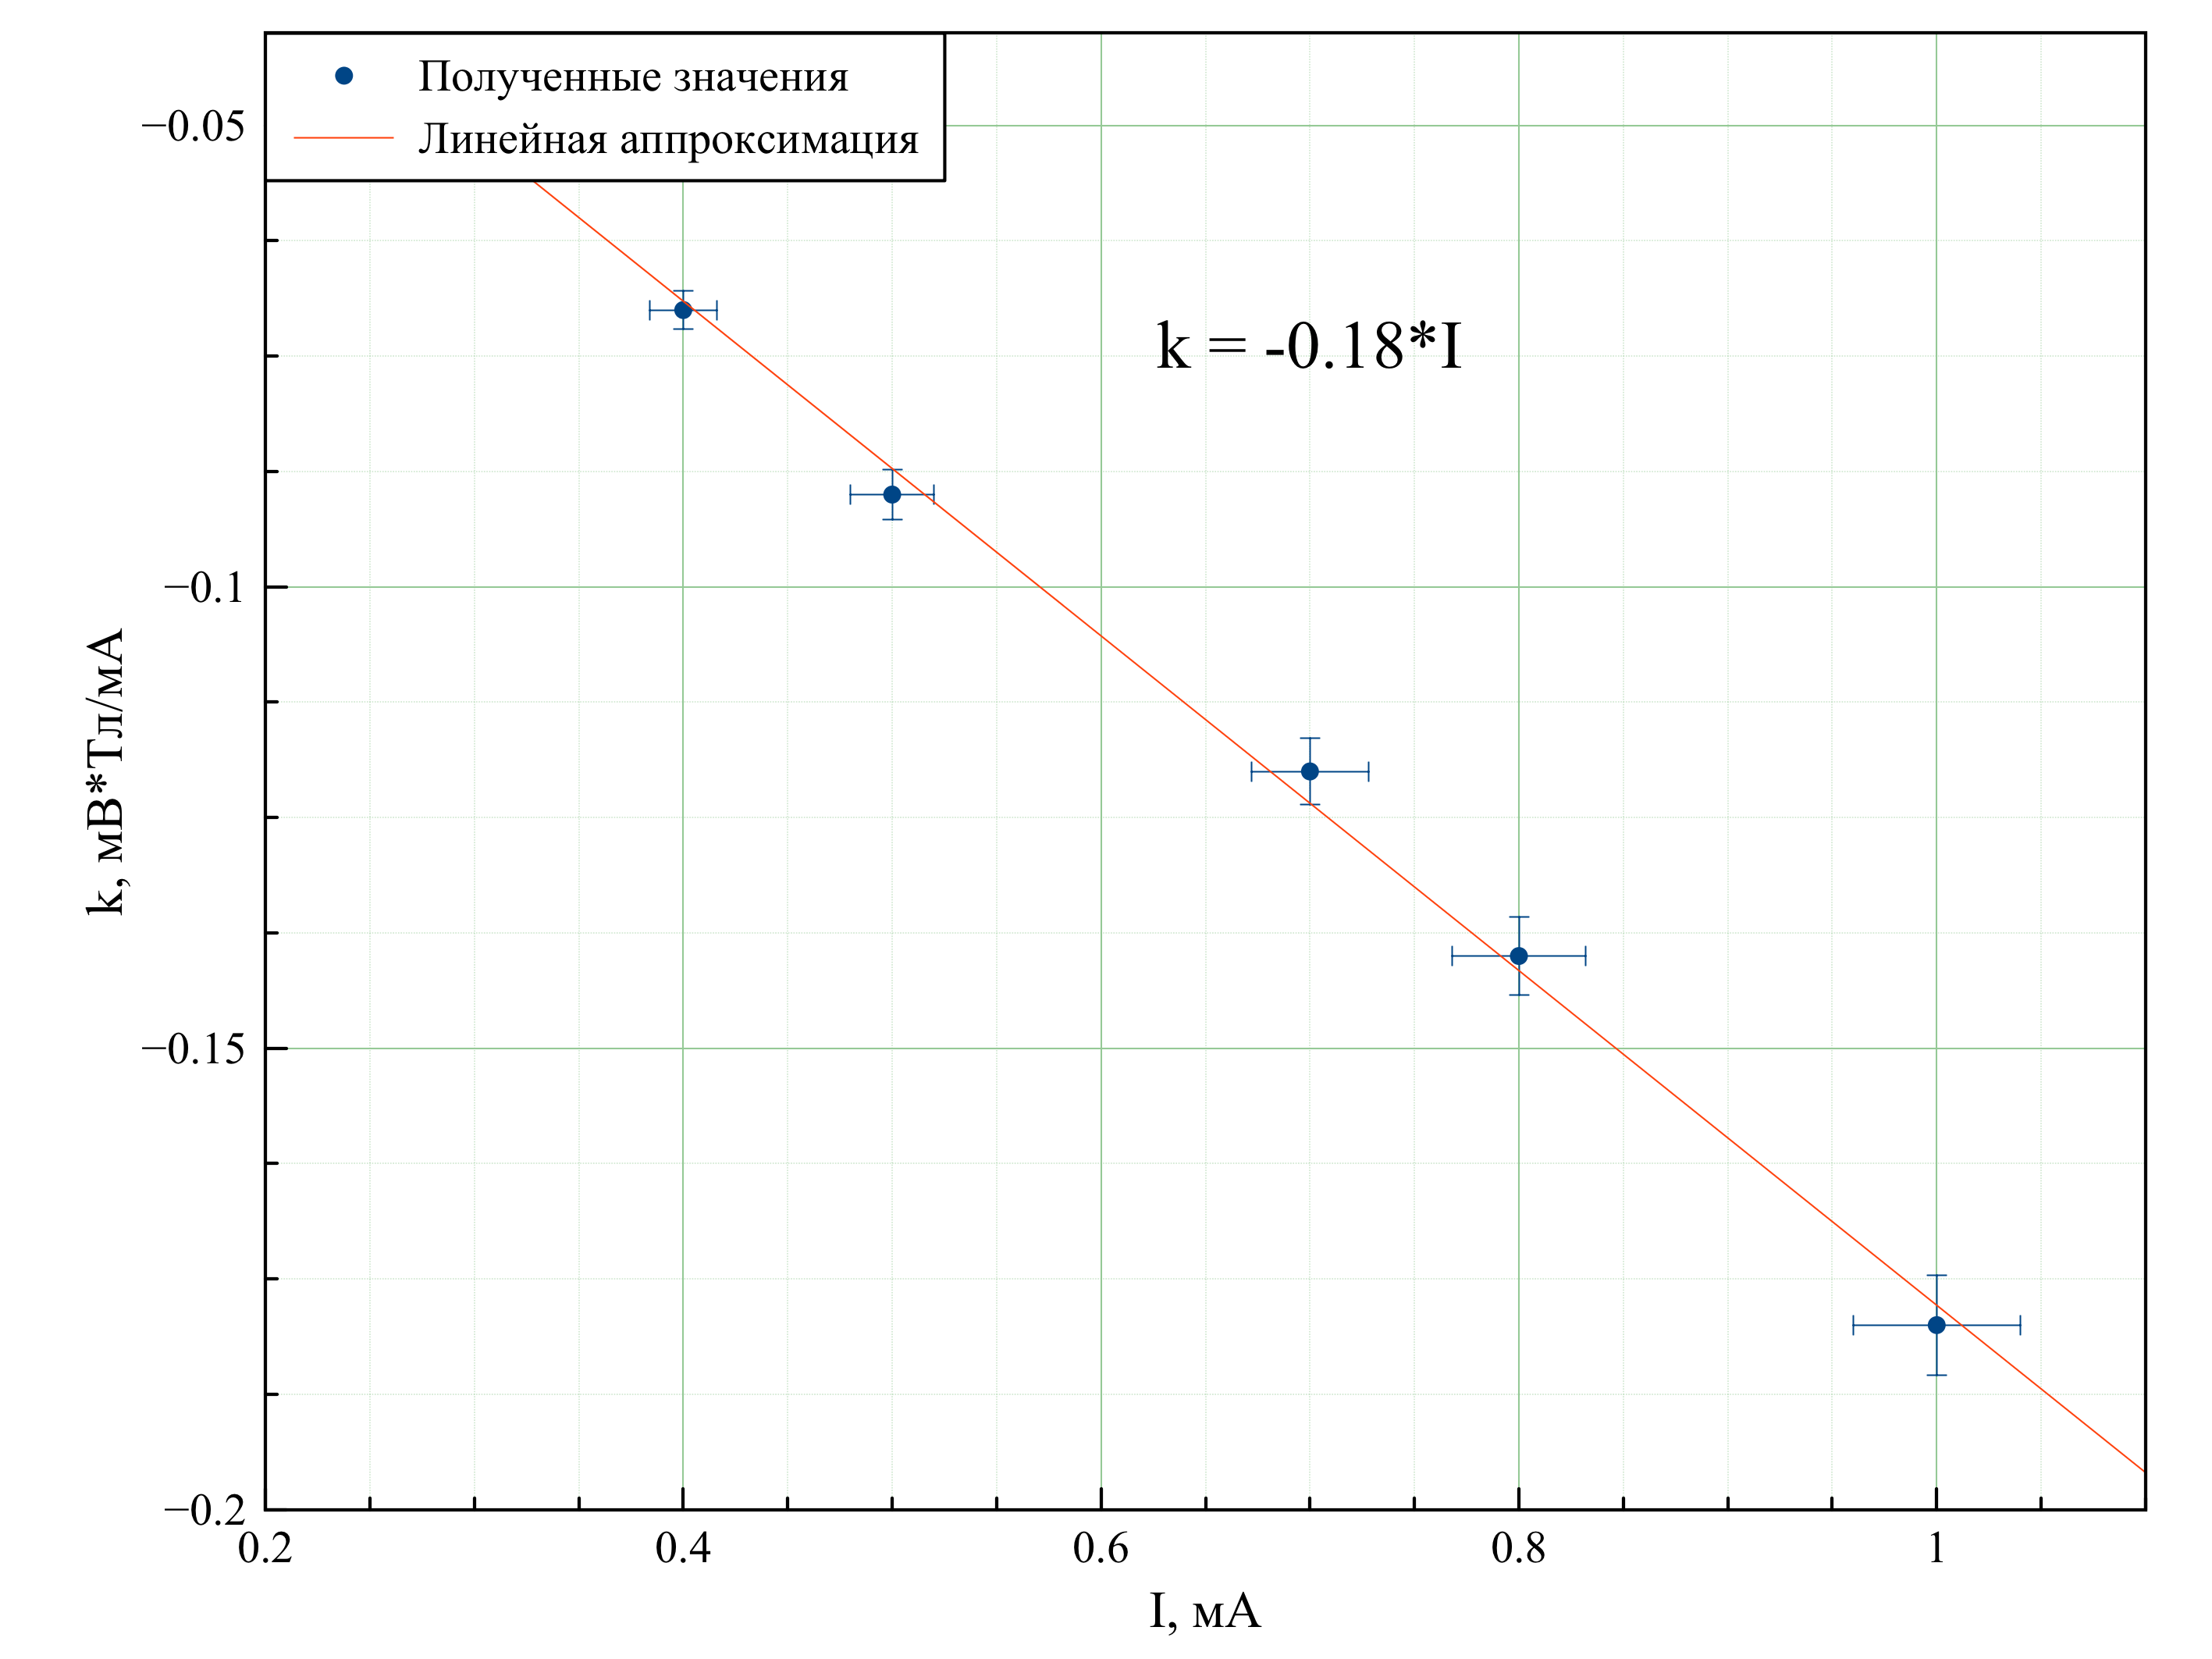 Полученные значения
Линейная аппроксимация
k = -0.18*I
−0.05
−0.1
−0.15
−0.2
k, мВ*Тл/мА
0.2 0.4 0.6 0.8 1
I, мА